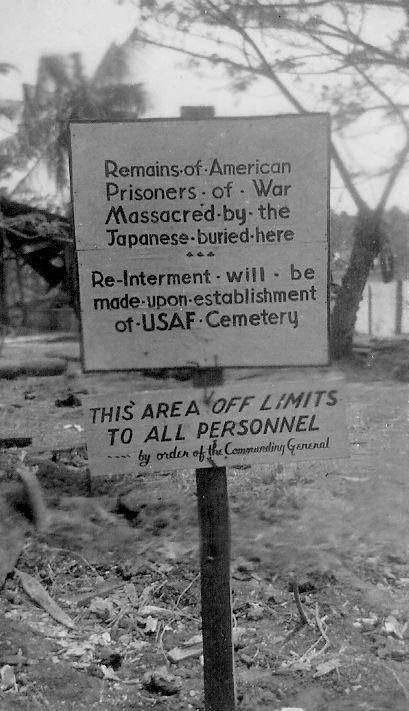 Remains·of·American
Prisoners·of·War
Massacred·by·the
Japanese·buried·here
***
Re-Interment·will·be
made·upon·establishment
of·USAF·Cemetery
THIS AREA OFF LIMITS
TO ALL PERSONNEL
---- by order of the Commanding General